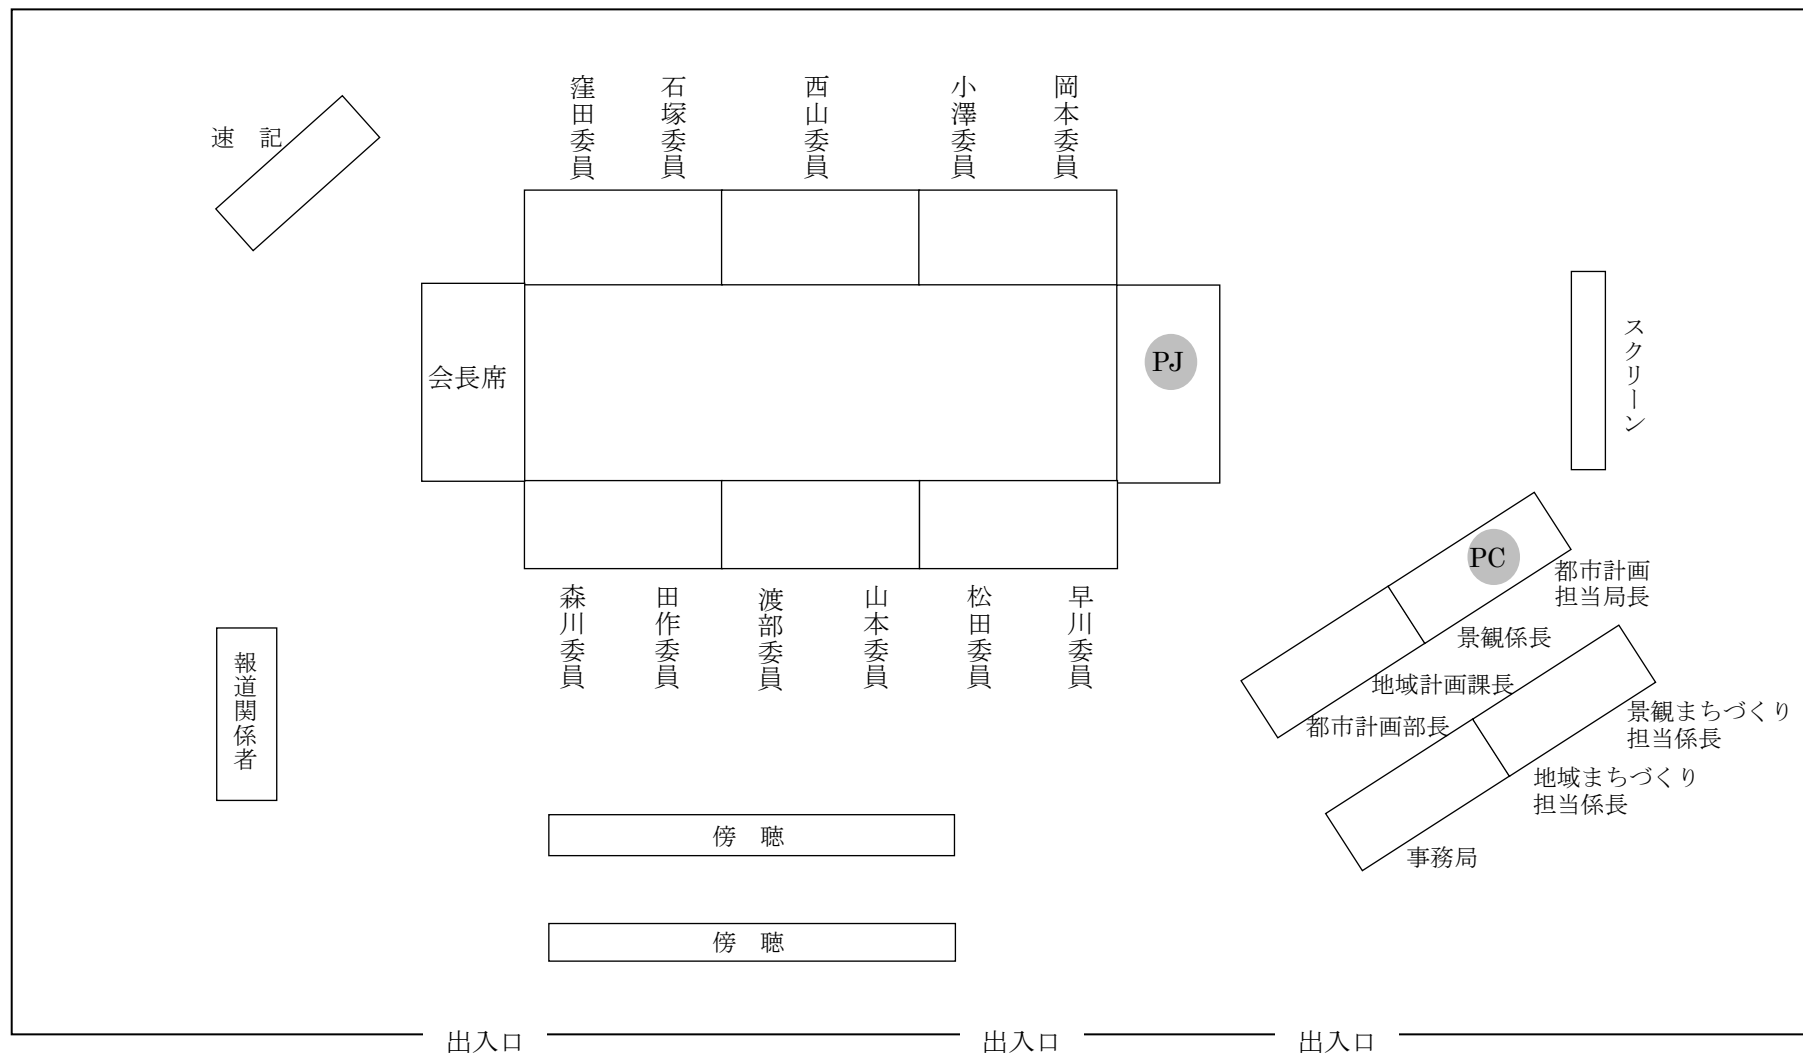 窪田委員
石塚委員
西山委員
小澤委員
岡本委員
速　記
会長席
PJ
スクリーン
PC
都市計画
担当局長
景観係長
地域計画課長
都市計画部長
森川委員
田作委員
渡部委員
山本委員
松田委員
早川委員
報道関係者
景観まちづくり
担当係長
地域まちづくり
担当係長
事務局
傍　聴
傍　聴
出入口
出入口
出入口